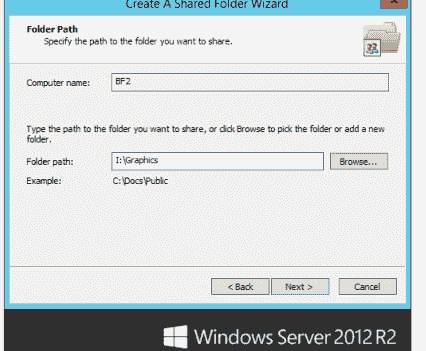 Create A Shared Folder Wizard
Folder Path
Specify the path to the folder you want to share.
Computer name: BF2
Type the path to the folder you want to share, or click Browse to pick the folder or add a new
folder.
Folder path: I:\Graphics Browse...
Example: C:\Docs\Public
< Back Next > Cancel
Windows Server 2012 R2